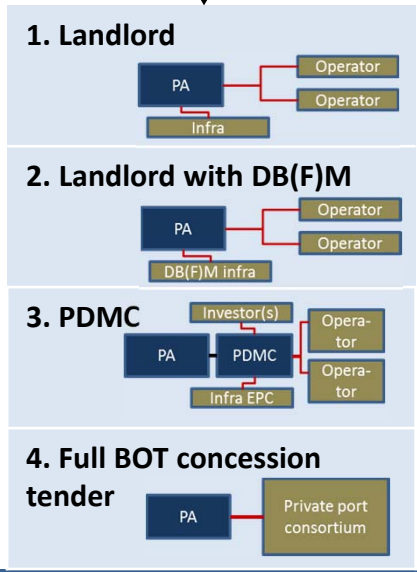 1. Landlord
Operator
PA
Operator
Infra
2. Landlord with DB(F)M
Operator
PA
Operator
DB(F)M infra
3. PDMC
Investor(s)
Opera-
tor
PA
PDMC
Opera-
tor
Infra EPC
4. Full BOT concession
tender
PA
Private port
consortium